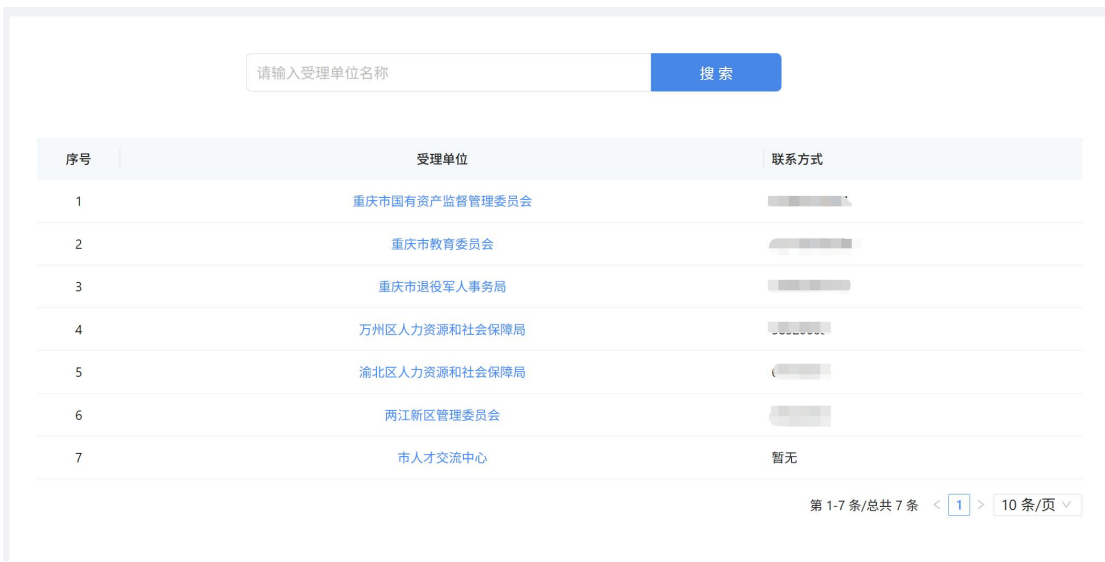 请输入受理单位名称 搜 索
序号 受理单位 联系方式
1 重庆市国有资产监督管理委员会
2 重庆市教育委员会
3 重庆市退役军人事务局
4 万州区人力资源和社会保障局
5 渝北区人力资源和社会保障局
6 两江新区管理委员会
7 市人才交流中心 暂无
第 1-7 条/总共 7 条 < 1 > 10 条/页